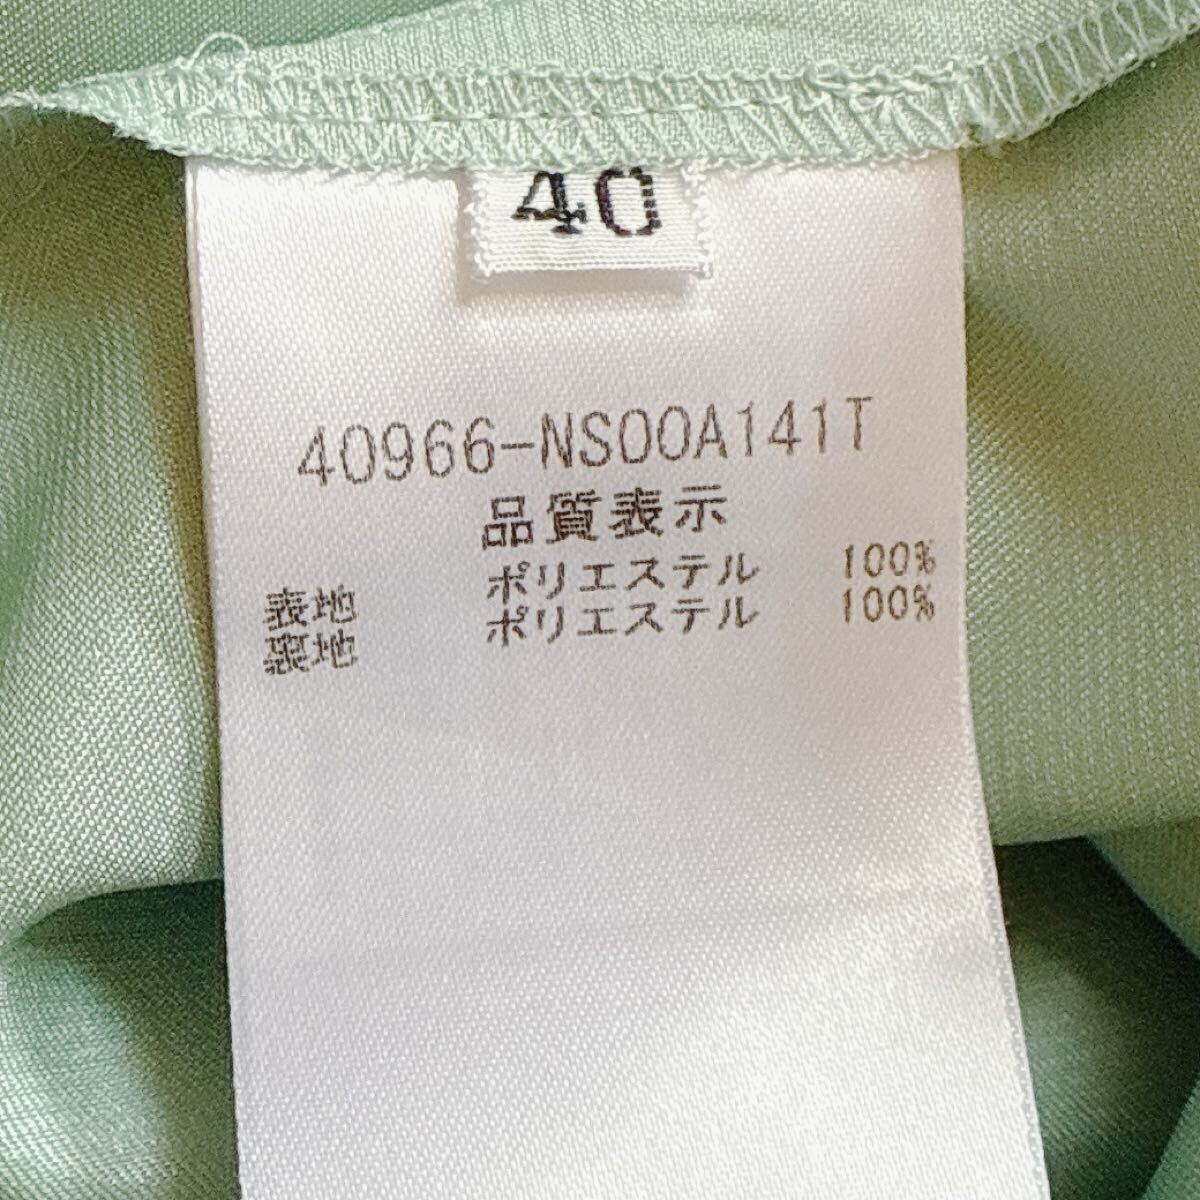 40
40966-NS00A141T
品質表示
表地 ポリエステル 100%
裏地 ポリエステル 100%